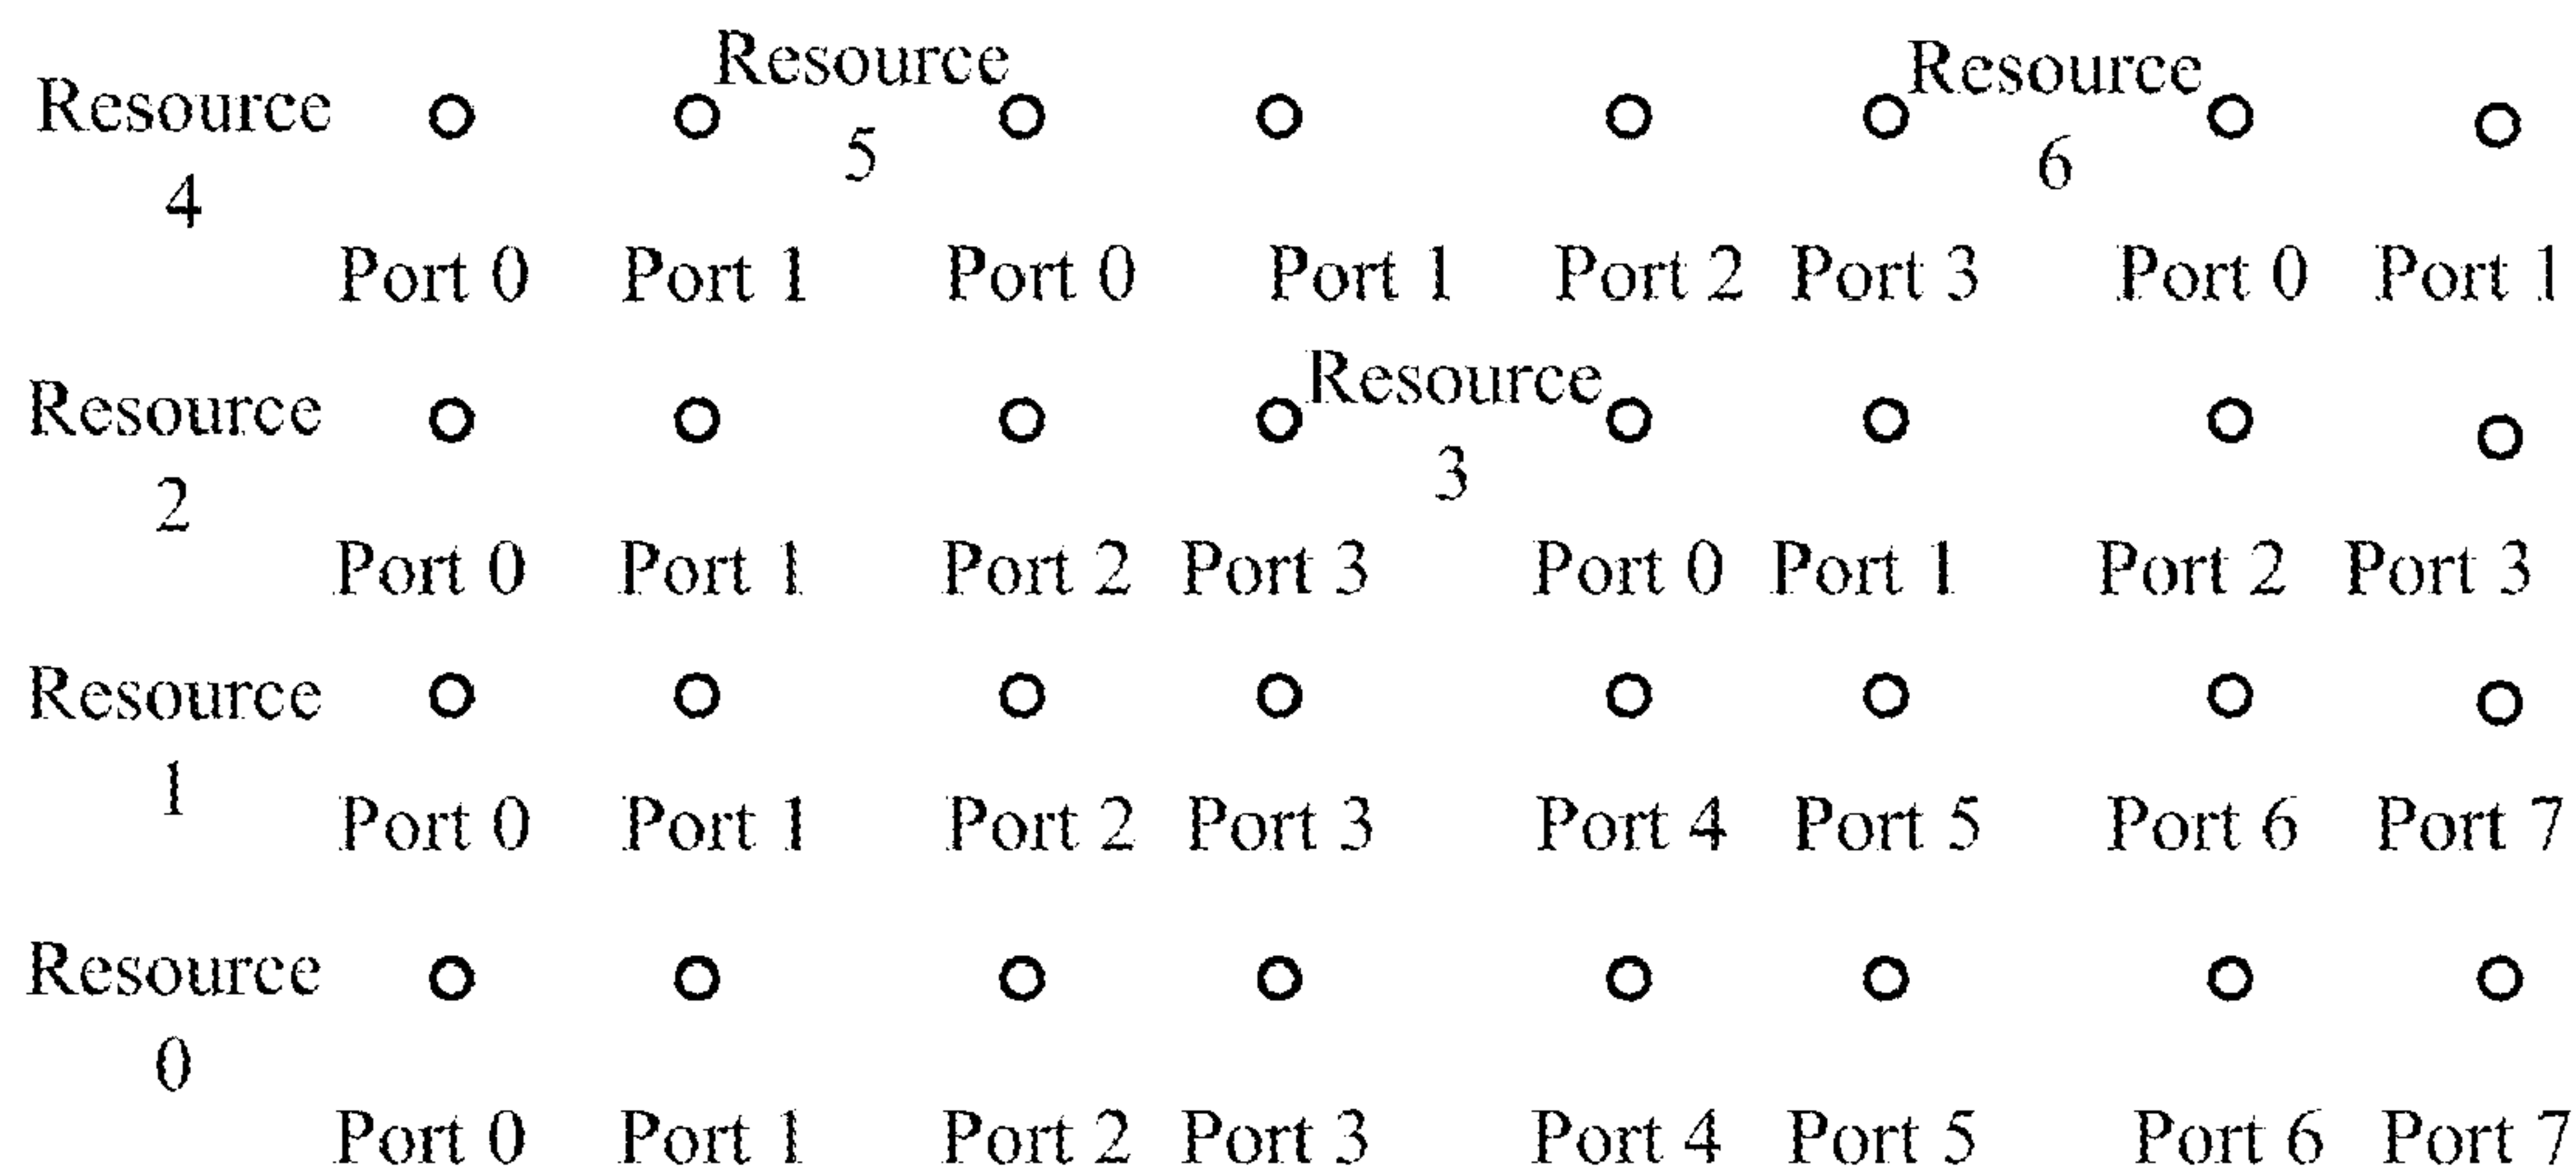 Resource Resource Resource
4 5 6
Port 0 Port 1 Port 0 Port 1 Port 2 Port 3 Port 0 Port 1
Resource Resource
2 3
Port 0 Port 1 Port 2 Port 3 Port 0 Port 1 Port 2 Port 3
Resource
1
Port 0 Port 1 Port 2 Port 3 Port 4 Port 5 Port 6 Port 7
Resource
0
Port 0 Port 1 Port 2 Port 3 Port 4 Port 5 Port 6 Port 7